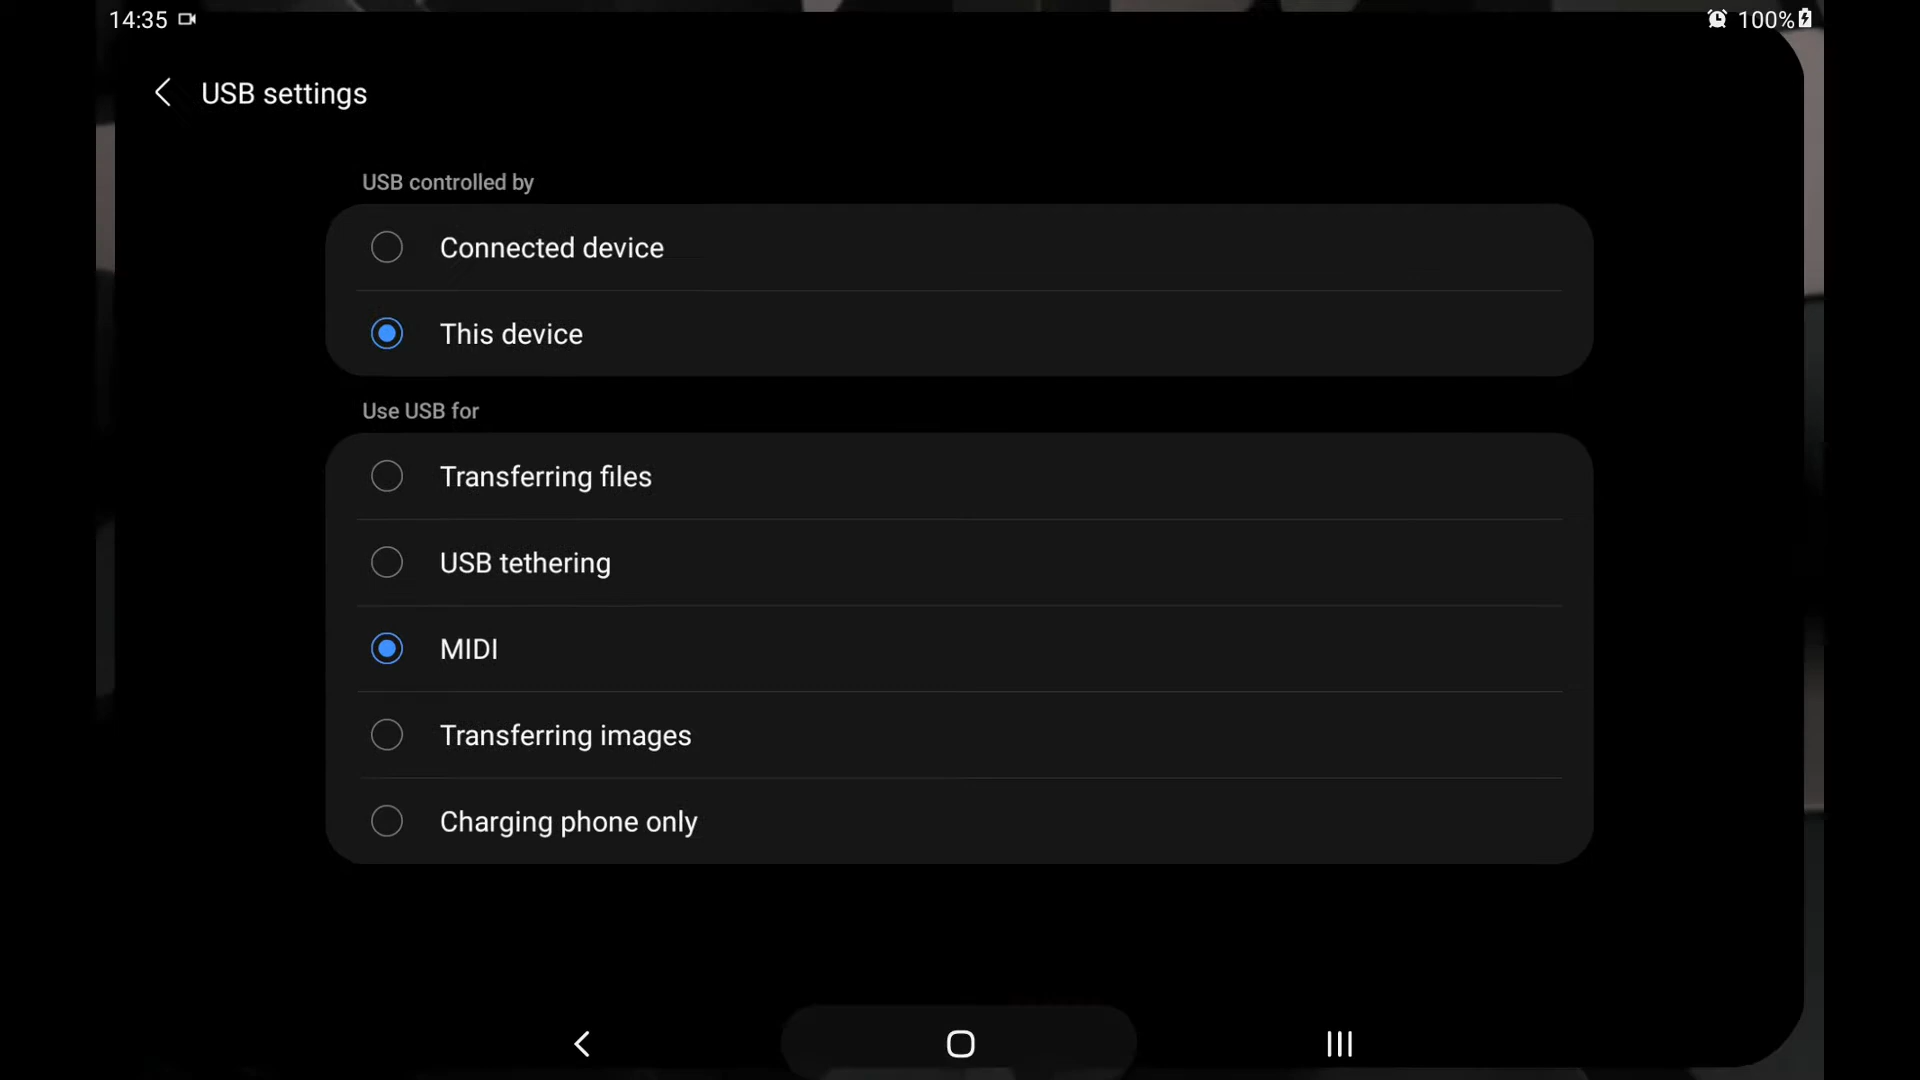 14:35
100%
USB settings
USB controlled by
Connected device
This device
Use USB for
Transferring files
USB tethering
MIDI
Transferring images
Charging phone only